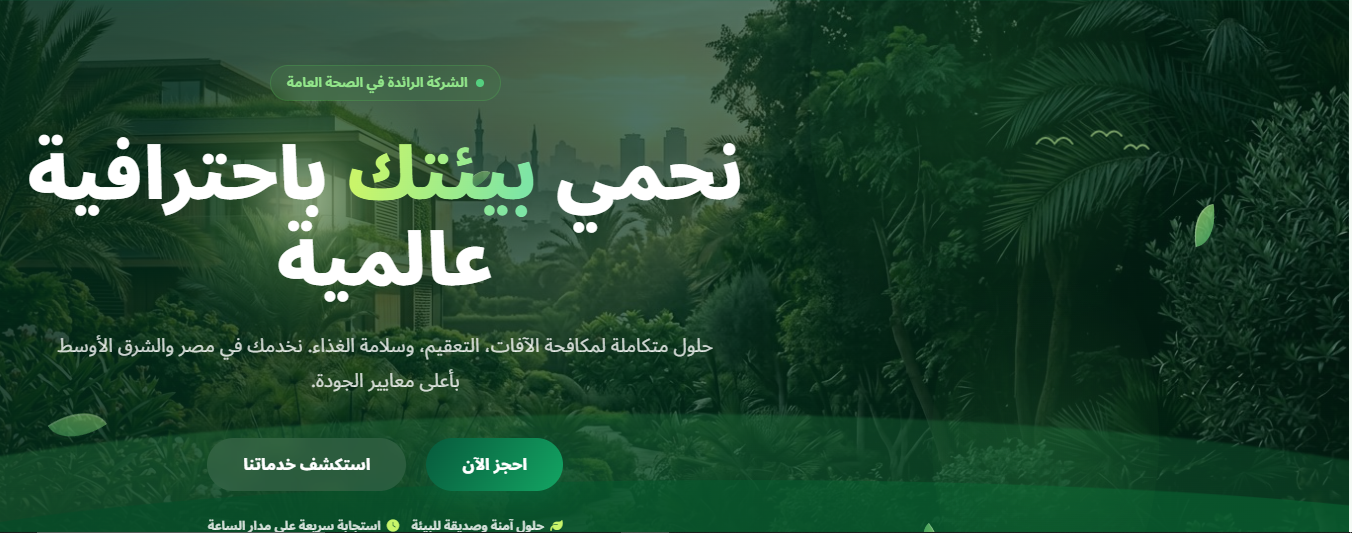 الشركة الرائدة في الصحة العامة
نحمي بيئتك باحترافية
عالمية
حلول متكاملة لمكافحة الآفات، التعقيم، وسلامة الغذاء. نخدمك في مصر والشرق الأوسط
بأعلى معايير الجودة.
احجز الآن
استكشف خدماتنا
حلول آمنة وصديقة للبيئة
استجابة سريعة على مدار الساعة